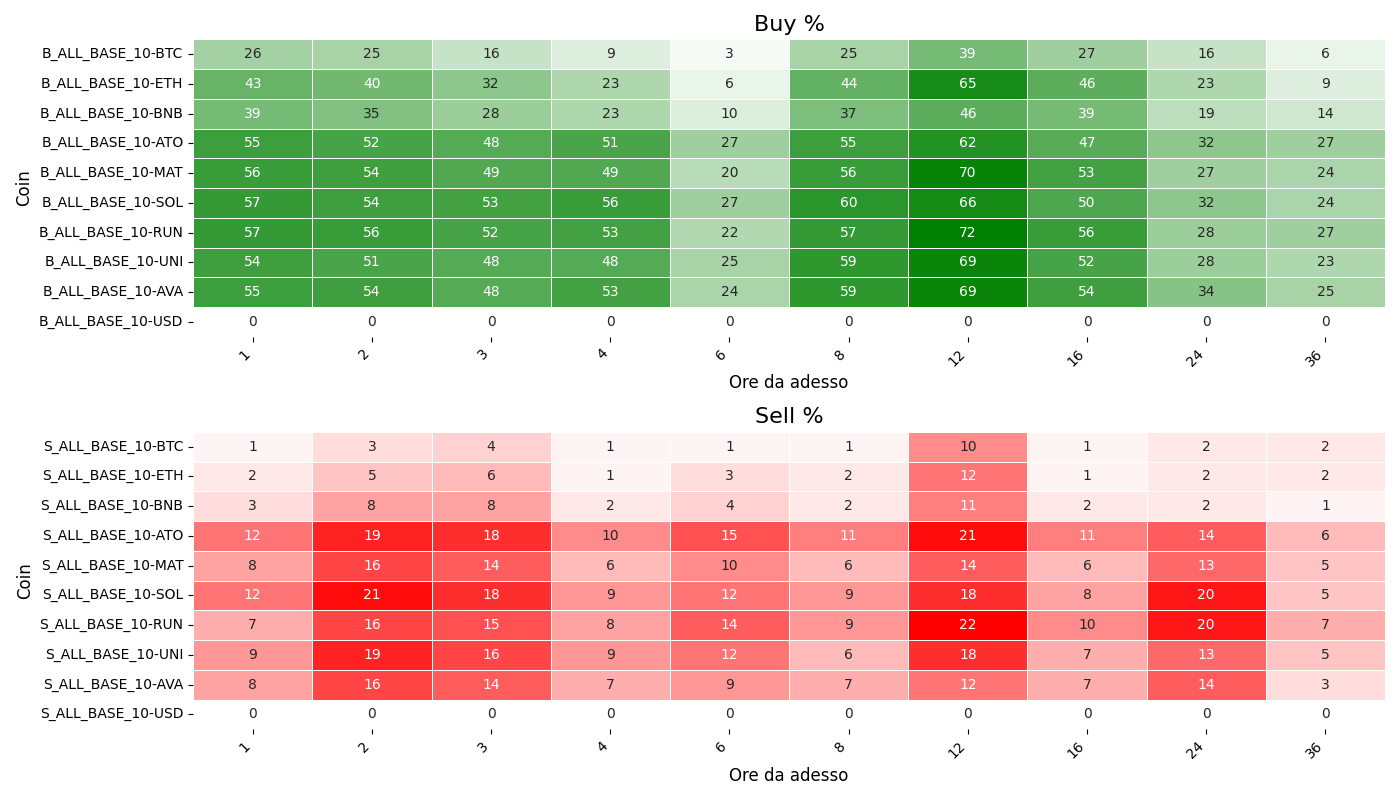 Buy %
Coin
B_ALL_BASE_10-BTC 26 25 16 9 3 25 39 27 16 6
B_ALL_BASE_10-ETH 43 40 32 23 6 44 65 46 23 9
B_ALL_BASE_10-BNB 39 35 28 23 10 37 46 39 19 14
B_ALL_BASE_10-ATO 55 52 48 51 27 55 62 47 32 27
B_ALL_BASE_10-MAT 56 54 49 49 20 56 70 53 27 24
B_ALL_BASE_10-SOL 57 54 53 56 27 60 66 50 32 24
B_ALL_BASE_10-RUN 57 56 52 53 22 57 72 56 28 27
B_ALL_BASE_10-UNI 54 51 48 48 25 59 69 52 28 23
B_ALL_BASE_10-AVA 55 54 48 53 24 59 69 54 34 25
B_ALL_BASE_10-USD 0 0 0 0 0 0 0 0 0 0
1 2 3 4 6 8 12 16 24 36
Ore da adesso
Sell %
Coin
S_ALL_BASE_10-BTC 1 3 4 1 1 1 10 1 2 2
S_ALL_BASE_10-ETH 2 5 6 1 3 2 12 1 2 2
S_ALL_BASE_10-BNB 3 8 8 2 4 2 11 2 2 1
S_ALL_BASE_10-ATO 12 19 18 10 15 11 21 11 14 6
S_ALL_BASE_10-MAT 8 16 14 6 10 6 14 6 13 5
S_ALL_BASE_10-SOL 12 21 18 9 12 9 18 8 20 5
S_ALL_BASE_10-RUN 7 16 15 8 14 9 22 10 20 7
S_ALL_BASE_10-UNI 9 19 16 9 12 6 18 7 13 5
S_ALL_BASE_10-AVA 8 16 14 7 9 7 12 7 14 3
S_ALL_BASE_10-USD 0 0 0 0 0 0 0 0 0 0
1 2 3 4 6 8 12 16 24 36
Ore da adesso